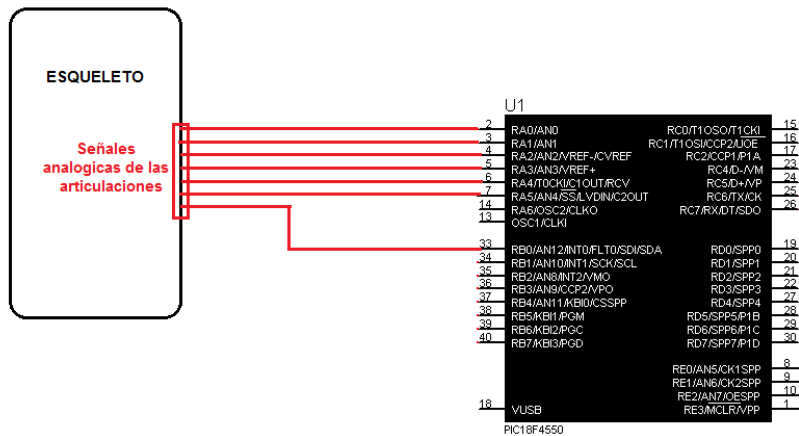 ESQUELETO
Señales
analogicas de las
articulaciones
U1
2 RA0/AN0
3 RA1/AN1
4 RA2/AN2/VREF-/CVREF
5 RA3/AN3/VREF+
6 RA4/T0CKI/C1OUT/RCV
7 RA5/AN4/SS/LVDIN/C2OUT
14 RA6/OSC2/CLKO
13 OSC1/CLKI
33 RB0/AN12/INT0/FLT0/SDI/SDA
34 RB1/AN10/INT1/SCK/SCL
35 RB2/AN8/INT2/VMO
36 RB3/AN9/CCP2/VPO
37 RB4/AN11/KBI0/CSSPP
38 RB5/KBI1/PGM
39 RB6/KBI2/PGC
40 RB7/KBI3/PGD
18 VUSB
RC0/T1OSO/T1CKI 15
RC1/T1OSI/CCP2/UOE 16
RC2/CCP1/P1A 17
RC4/D-/VM 23
RC5/D+/VP 24
RC6/TX/CK 25
RC7/RX/DT/SDO 26
RD0/SPP0 19
RD1/SPP1 20
RD2/SPP2 21
RD3/SPP3 22
RD4/SPP4 27
RD5/SPP5/P1B 28
RD6/SPP6/P1C 29
RD7/SPP7/P1D 30
RE0/AN5/CK1SPP 8
RE1/AN6/CK2SPP 9
RE2/AN7/OESPP 10
RE3/MCLR/VPP 1
PIC18F4550